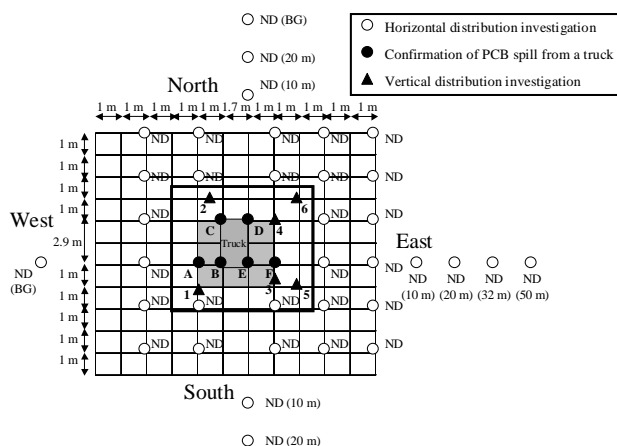 ND (BG)
ND (20 m)
ND (10 m)
Horizontal distribution investigation
Confirmation of PCB spill from a truck
Vertical distribution investigation
North
1 m 1 m 1 m 1 m 1 m 1.7 m 1 m 1 m 1 m 1 m
1 m
ND ND ND ND ND
1 m
1 m
ND ND ND ND ND
1 m
2 6
ND ND ND
C D 4
West
2.9 m
Truck
East
ND
(BG)
A B E F
ND ND ND
1 m
ND ND ND ND
(10 m) (20 m) (32 m) (50 m)
1 3 5
1 m
ND ND ND ND ND
1 m
1 m
ND ND ND ND ND
1 m
South
ND (10 m)
ND (20 m)